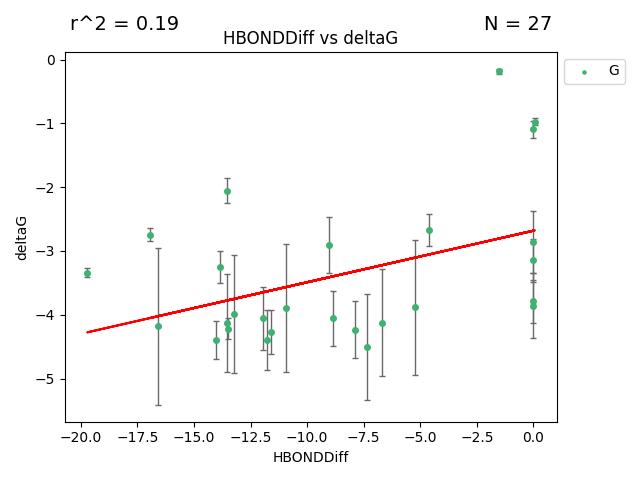 r^2 = 0.19
N = 27
HBONDDiff vs deltaG
G
0
−1
−2
−3
−4
−5
deltaG
−20.0
−17.5
−15.0
−12.5
−10.0
−7.5
−5.0
−2.5
0.0
HBONDDiff